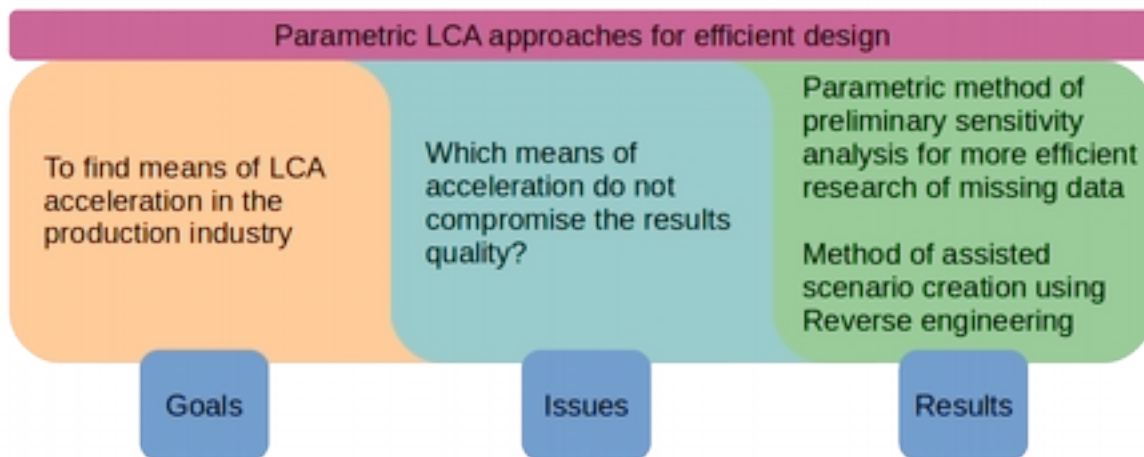 Parametric LCA approaches for efficient design
To find means of LCA
acceleration in the
production industry
Which means of
acceleration do not
compromise the results
quality?
Parametric method of
preliminary sensitivity
analysis for more efficient
research of missing data
Method of assisted
scenario creation using
Reverse engineering
Goals
Issues
Results